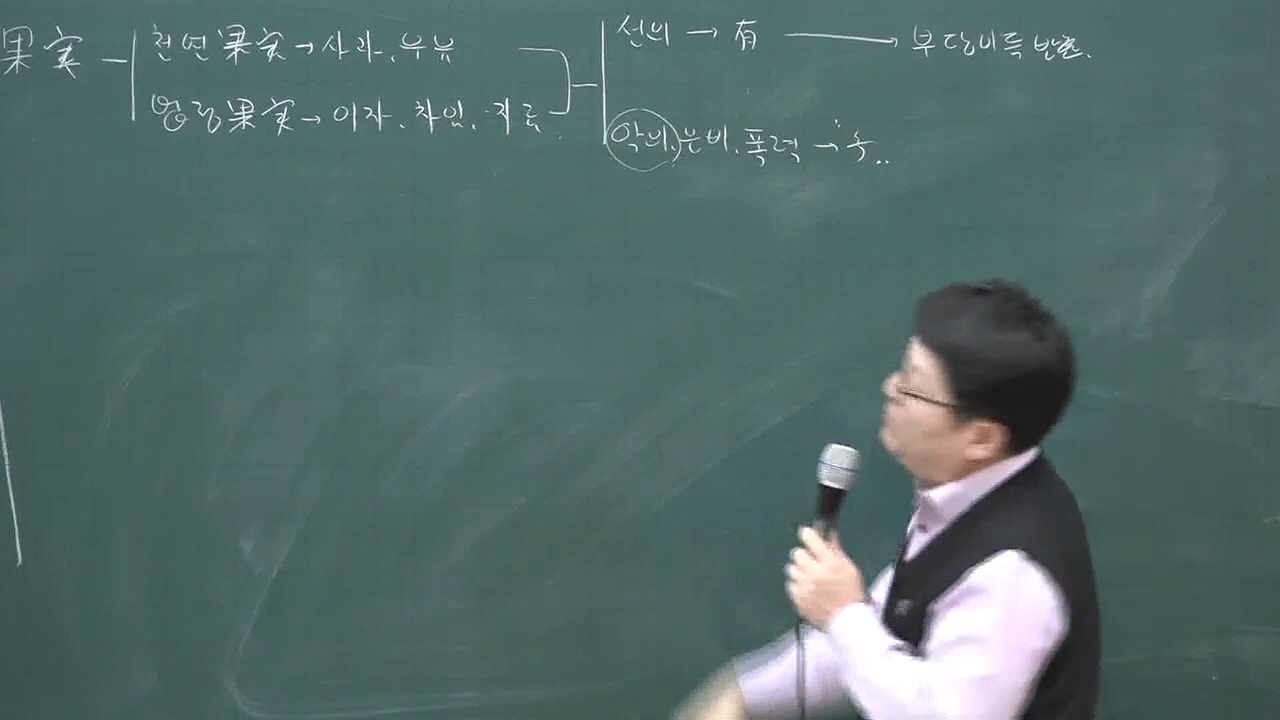 果実
천연果実→사과, 우유
법정果実→이자, 차임, 지료
선의 → 有 → 부당이득반환.
악의, 은비, 폭력 →